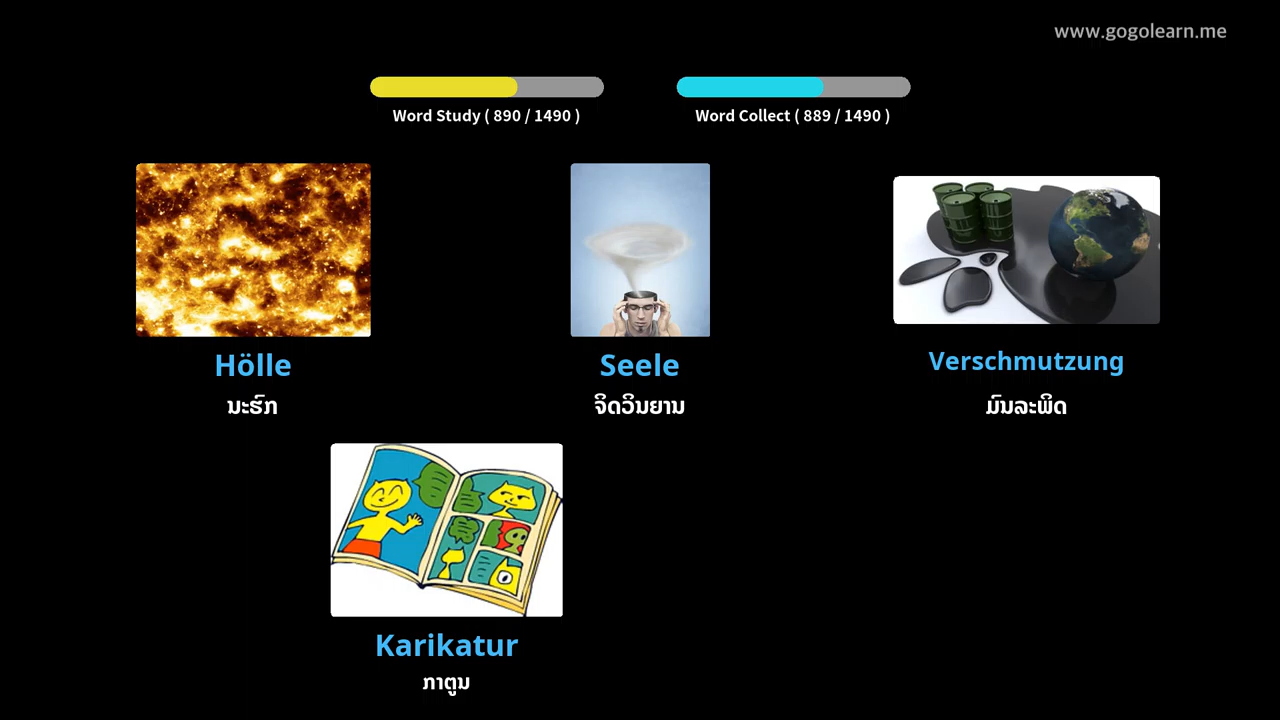 www.gogolearn.me
Word Study ( 890 / 1490 )
Word Collect ( 889 / 1490 )
Hölle
ນະຮົກ
Seele
ຈິດວິນຍານ
Verschmutzung
ມົນລະພິດ
Karikatur
ກາຕູນ